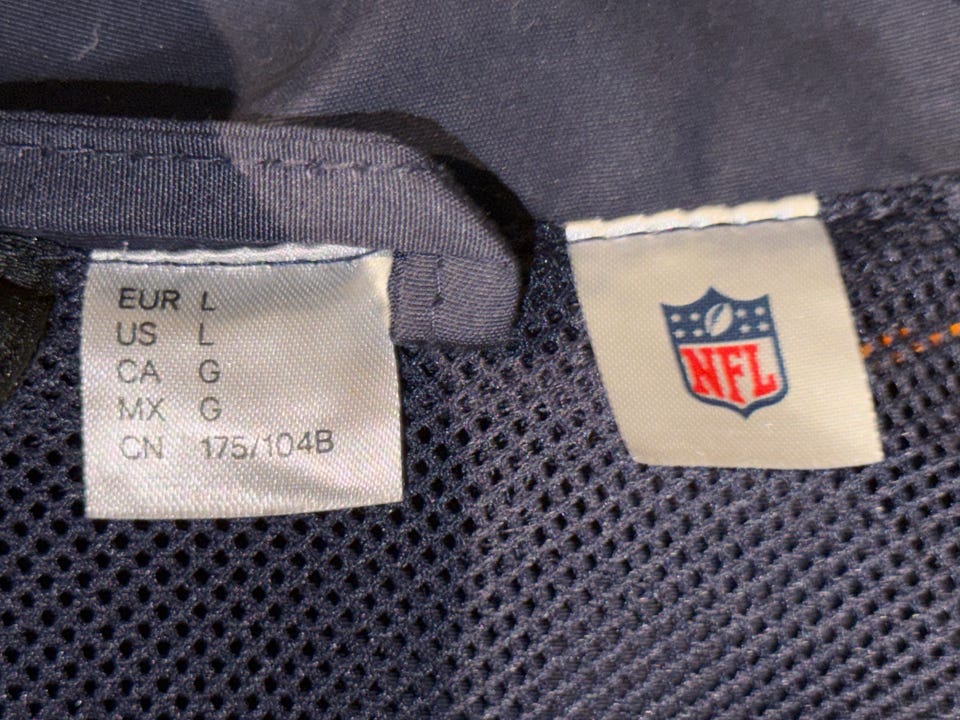 EUR L
US L
CA G
MX G
CN 175/104B
NFL